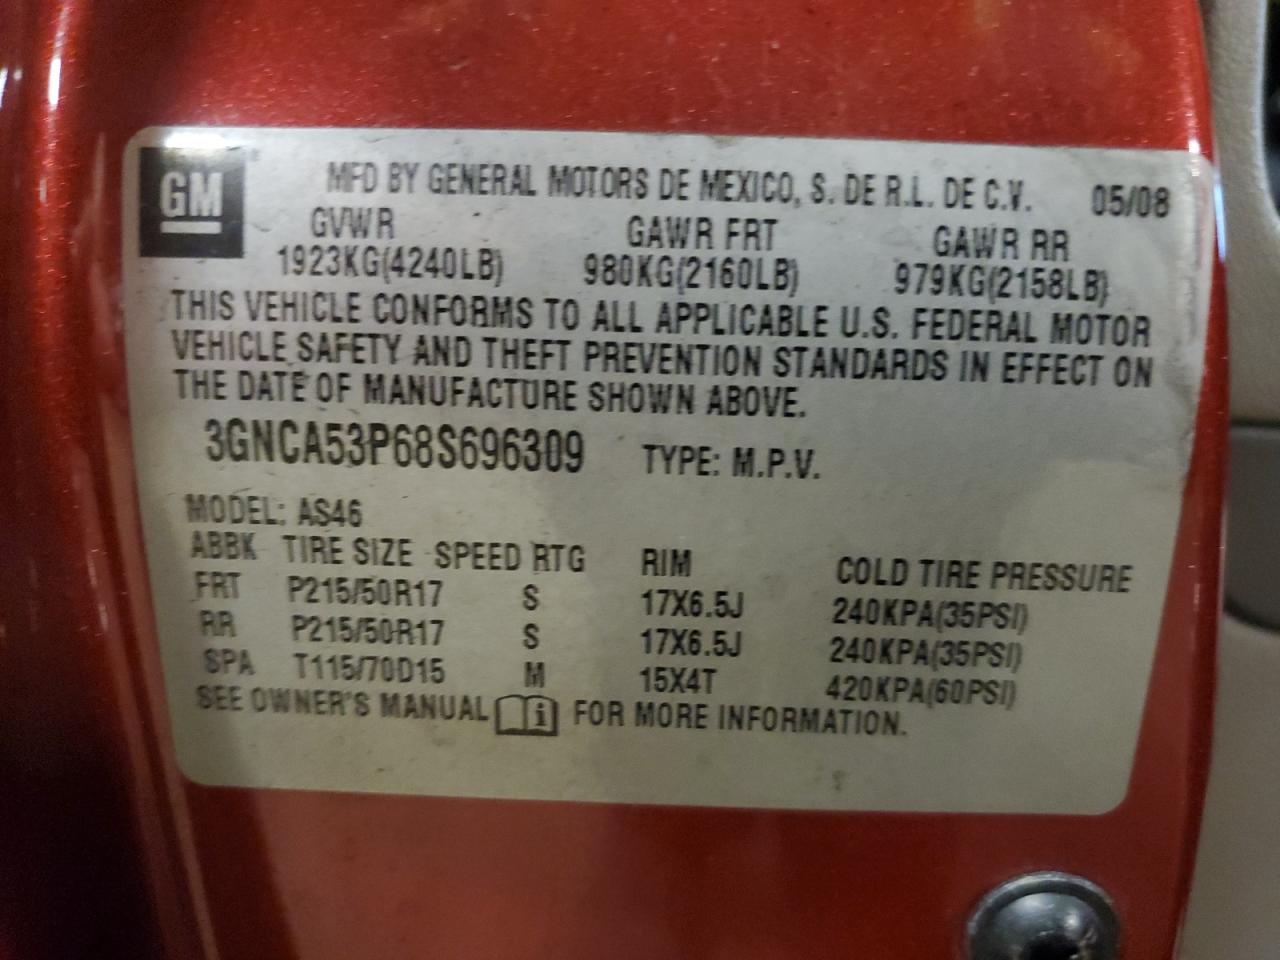 GM
MFD BY GENERAL MOTORS DE MEXICO, S. DE R.L. DE C.V. 05/08
GVWR GAWR FRT GAWR RR
1923KG(4240LB) 980KG(2160LB) 979KG(2158LB)
THIS VEHICLE CONFORMS TO ALL APPLICABLE U.S. FEDERAL MOTOR
VEHICLE SAFETY AND THEFT PREVENTION STANDARDS IN EFFECT ON
THE DATE OF MANUFACTURE SHOWN ABOVE.
3GNCA53P68S696309 TYPE: M.P.V.
MODEL: AS46
ABBK TIRE SIZE SPEED RTG RIM COLD TIRE PRESSURE
FRT P215/50R17 S 17X6.5J 240KPA(35PSI)
RR P215/50R17 S 17X6.5J 240KPA(35PSI)
SPA T115/70D15 M 15X4T 420KPA(60PSI)
SEE OWNER'S MANUAL i FOR MORE INFORMATION.